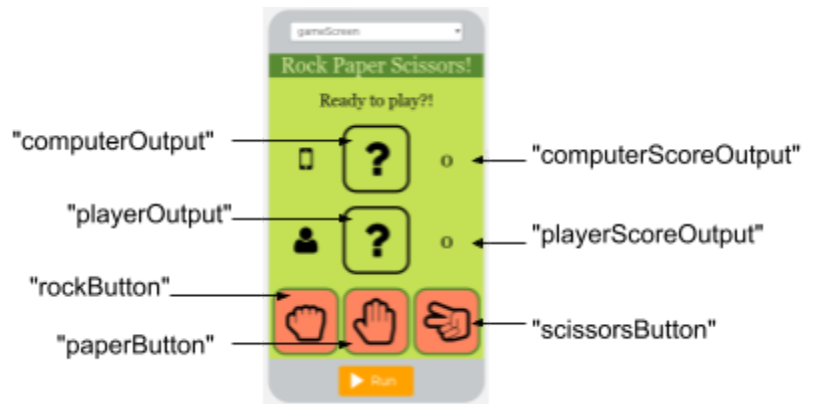 gameScreen
Rock Paper Scissors!
Ready to play?!
"computerOutput"
?
0
"computerScoreOutput"
"playerOutput"
?
0
"playerScoreOutput"
"rockButton"
"paperButton"
"scissorsButton"
Run